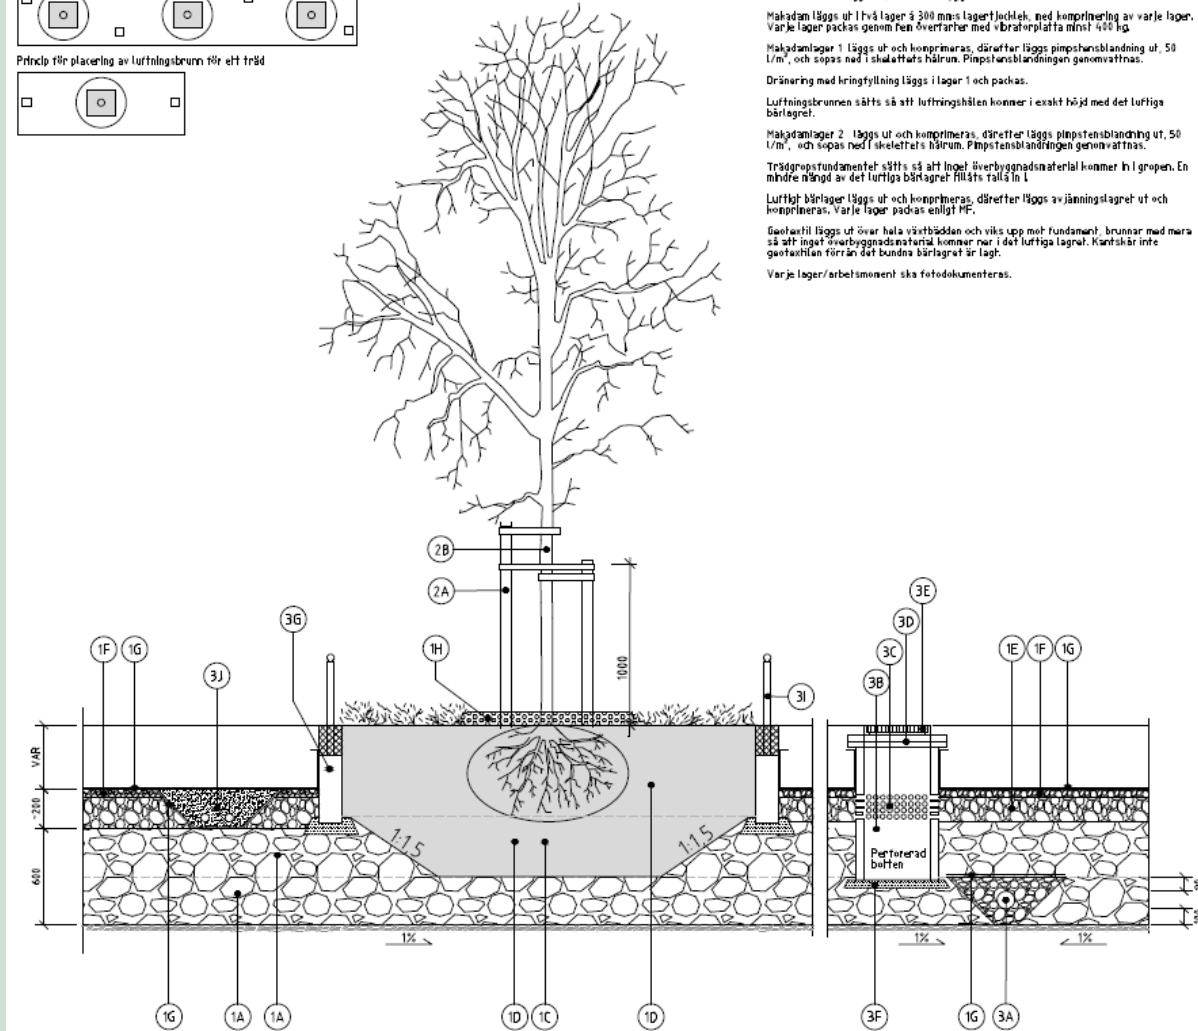 Princip för placering av luftningsbrunn för ett träd
Makadam läggs ut i två lager á 300 mm:s lagertjocklek, med komprimering av varje lager.
Varje lager packas genom fem överfarter med vibratorplatta minst 400 kg.
Makadamlager 1 läggs ut och komprimeras, därefter läggs pimpstensblandning ut, 50
l/m², och sopas ned i skelettets hålrum. Pimpstensblandningen genomvattnas.
Dränering med kringfyllning läggs i lager 1 och packas.
Luftningsbrunnen sätts så att luftningshålen kommer i exakt höjd med det luftiga
bärlagret.
Makadamlager 2 läggs ut och komprimeras, därefter läggs pimpstensblandning ut, 50
l/m², och sopas ned i skelettets hålrum. Pimpstensblandningen genomvattnas.
Trädgropsfundamentet sätts så att inget överbyggnadsmaterial kommer in i gropen. En
mindre mängd av det luftiga bärlagret tillåts falla in i.
Luftigt bärlager läggs ut och komprimeras, därefter läggs avjämningslagret ut och
komprimeras. Varje lager packas enligt MF.
Geotextil läggs ut över hela växtbädden och viks upp mot fundament, brunnar med mera
så att inget överbyggnadsmaterial kommer ner i det luftiga lagret. Kantskär inte
geotextilen förrän det bundna bärlagret är lagt.
Varje lager/arbetsmoment ska fotodokumenteras.
2B
2A
3E
3G
3D
1F 1G
1H
3C
1E 1F 1G
3J
1000
3B
3I
VAR
~200
1:1,5
1:1,5
Perforerad
botten
600
1%
1%
1%
1G 1A 1A 1D 1C 1D 3F 1G 3A